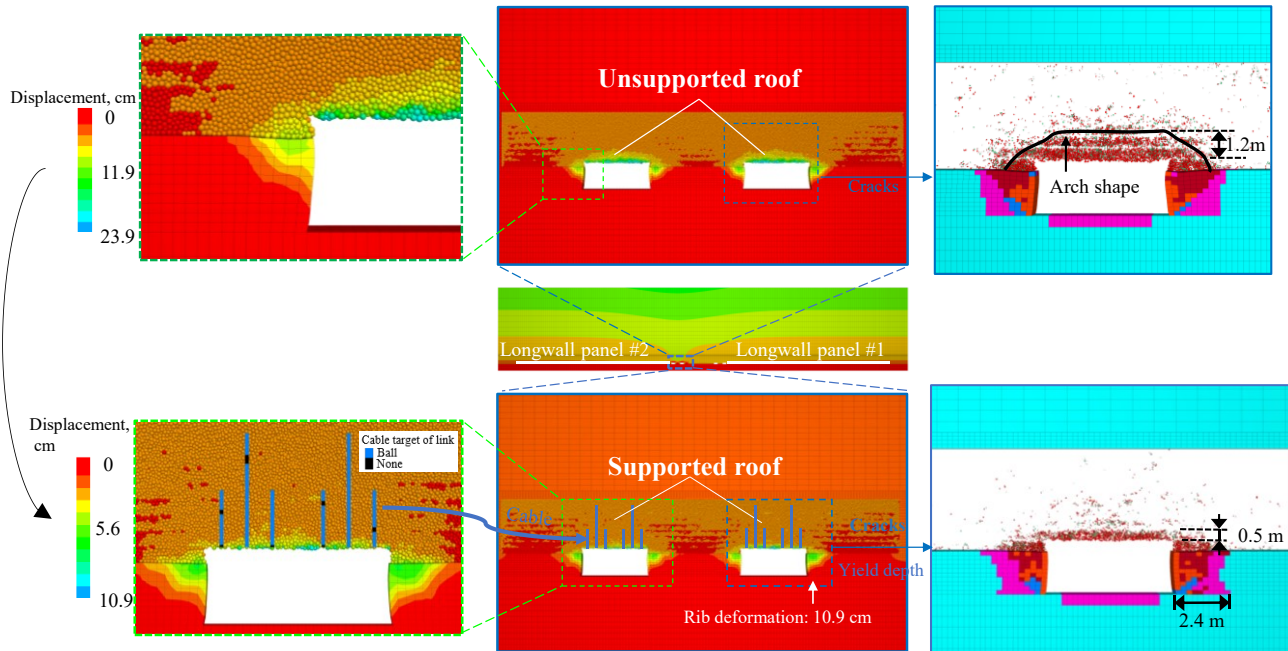 Displacement, cm
0
11.9
23.9
Unsupported roof
Cracks
1.2m
Arch shape
Longwall panel #2
Longwall panel #1
Displacement,
cm
0
5.6
10.9
Cable target of link
Ball
None
Cable
Supported roof
Cracks
Yield depth
Rib deformation: 10.9 cm
0.5 m
2.4 m